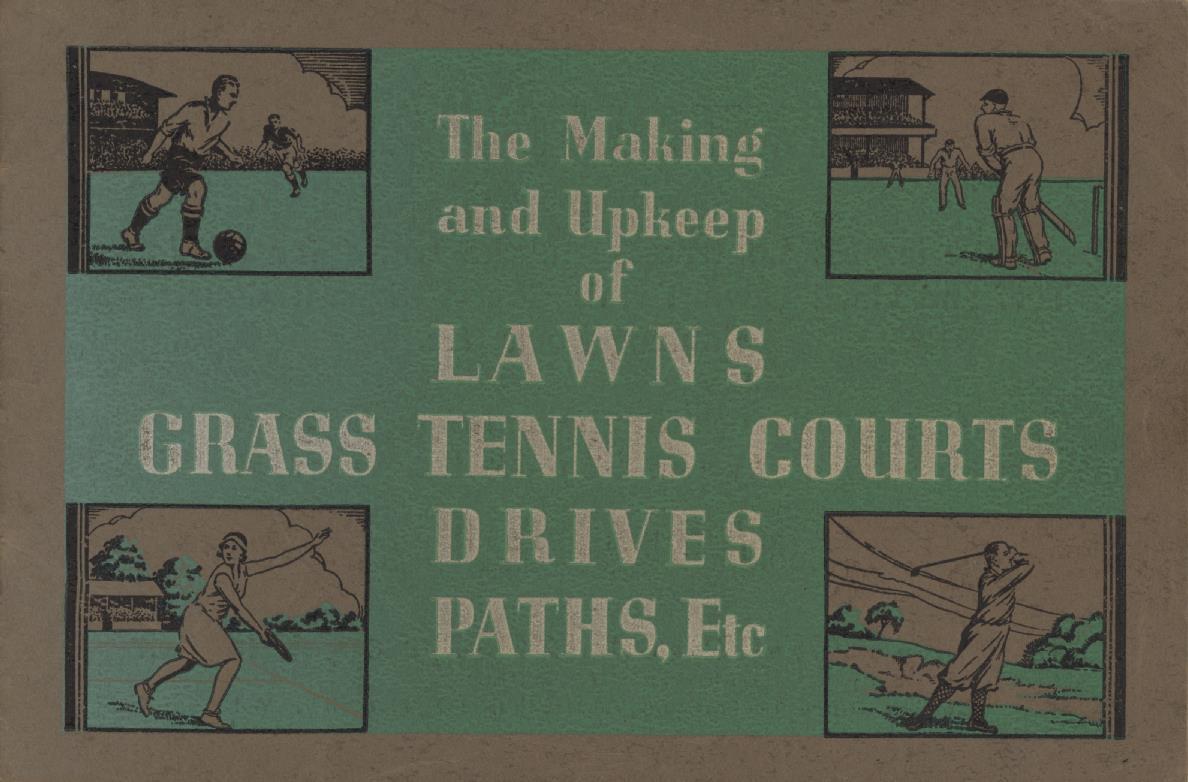 The Making
and Upkeep
of
LAWNS
GRASS TENNIS COURTS
DRIVES
PATHS, Etc